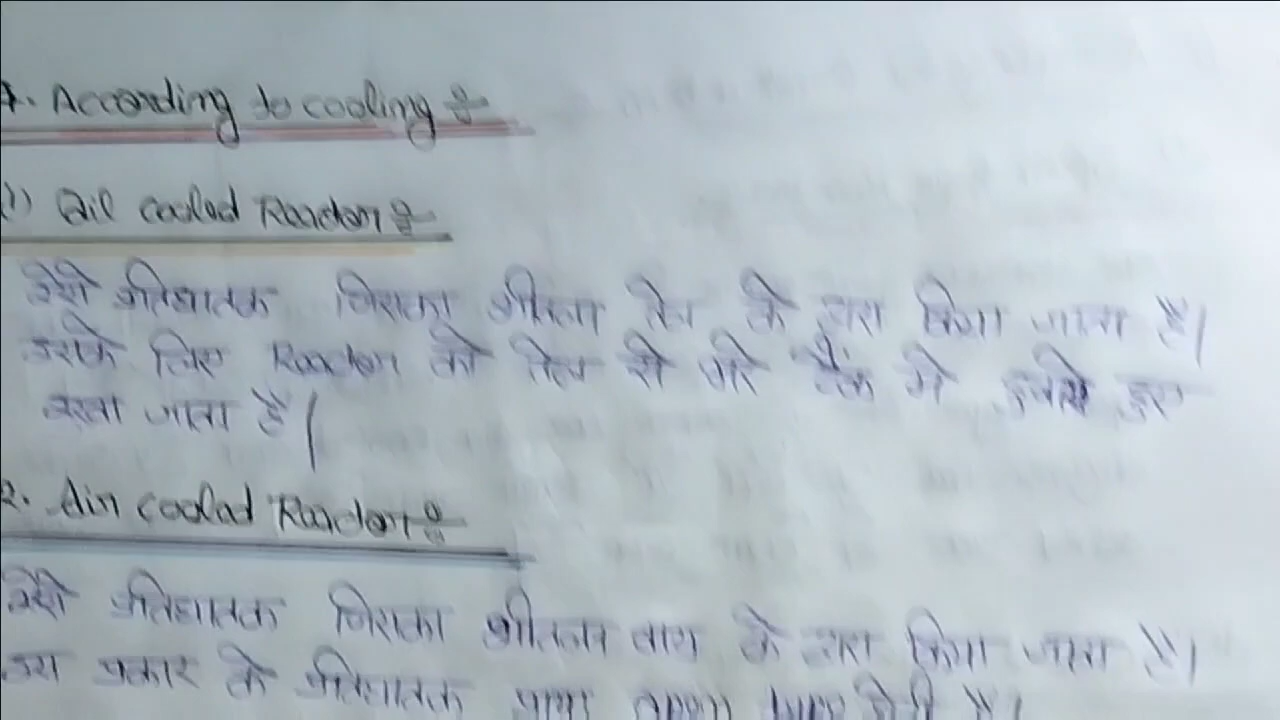 7. According to cooling :-
(1) Oil cooled Reactor :-
ऐसे प्रतिघातक जिसका शीतलन तेल के द्वारा किया जाता है।
इसके लिए Reactor को तेल से भरे टैंक में डुबोये हुए
रखा जाता है।
2. Air cooled Reactor :-
ऐसे प्रतिघातक जिसका शीतलन वायु के द्वारा किया जाता है।
इस प्रकार के प्रतिघातक प्रायः